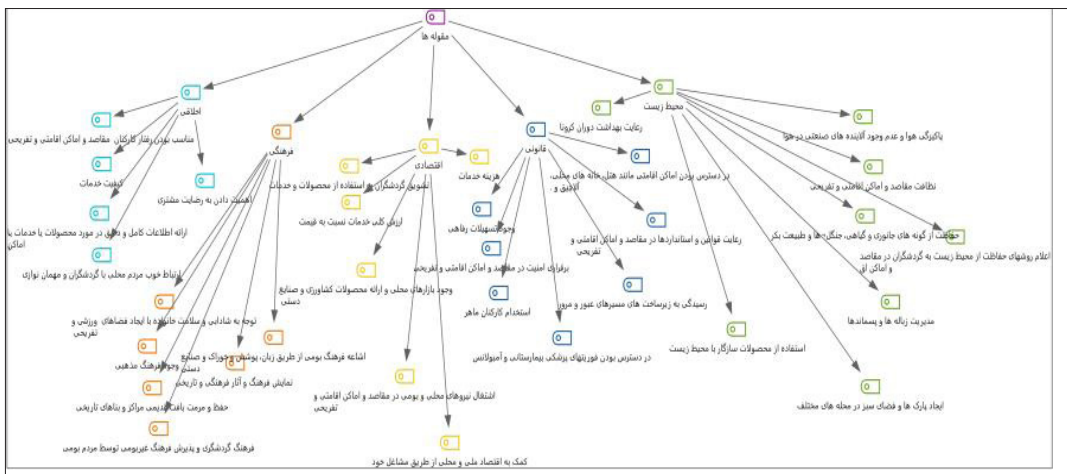 مقوله ها
محیط زیست
رعایت بهداشت دوران کرونا
پاکیزگی هوا و عدم وجود آلاینده های صنعتی در هوا
نظافت مقاصد و اماکن اقامتی و تفریحی
حفاظت از گونه های جانوری و گیاهی، جنگل ها و طبیعت بکر
اعلام روشهای حفاظت از محیط زیست به گردشگران در مقاصد
و اماکن اق
مدیریت زباله ها و پسماندها
استفاده از محصولات سازگار با محیط زیست
ایجاد پارک ها و فضای سبز در محله های مختلف
قانونی
در دسترس بودن اماکن اقامتی مانند هتل، خانه های محلی،
آلاچیق و .
وجود تسهیلات رفاهی
رعایت قوانین و استانداردها در مقاصد و اماکن اقامتی و
تفریحی
برقراری امنیت در مقاصد و اماکن اقامتی و تفریحی
رسیدگی به زیرساخت های مسیرهای عبور و مرور
استخدام کارکنان ماهر
در دسترس بودن فوریتهای پزشکی بیمارستانی و آمبولانس
اقتصادی
هزینه خدمات
تشویق گردشگران به استفاده از محصولات و خدمات
ارزش کلی خدمات نسبت به قیمت
وجود بازارهای محلی و ارائه محصولات کشاورزی و صنایع
دستی
اشتغال نیروهای محلی و بومی در مقاصد و اماکن اقامتی و
تفریحی
کمک به اقتصاد ملی و محلی از طریق مشاغل خود
فرهنگی
توجه به شادابی و سلامت خانواده با ایجاد فضاهای ورزشی و
تفریحی
اشاعه فرهنگ بومی از طریق زبان، پوشش و خوراک و صنایع
دستی
وجود فرهنگ مذهبی
نمایش فرهنگ و آثار فرهنگی و تاریخی
حفظ و مرمت بافت قدیمی مراکز و بناهای تاریخی
فرهنگ گردشگری و پذیرش فرهنگ غیربومی توسط مردم بومی
اخلاقی
مناسب بودن رفتار کارکنان مقاصد و اماکن اقامتی و تفریحی
کیفیت خدمات
اهمیت دادن به رضایت مشتری
ارائه اطلاعات کامل و دقیق در مورد محصولات یا خدمات یا
اماکن
ارتباط خوب مردم محلی با گردشگران و مهمان نوازی